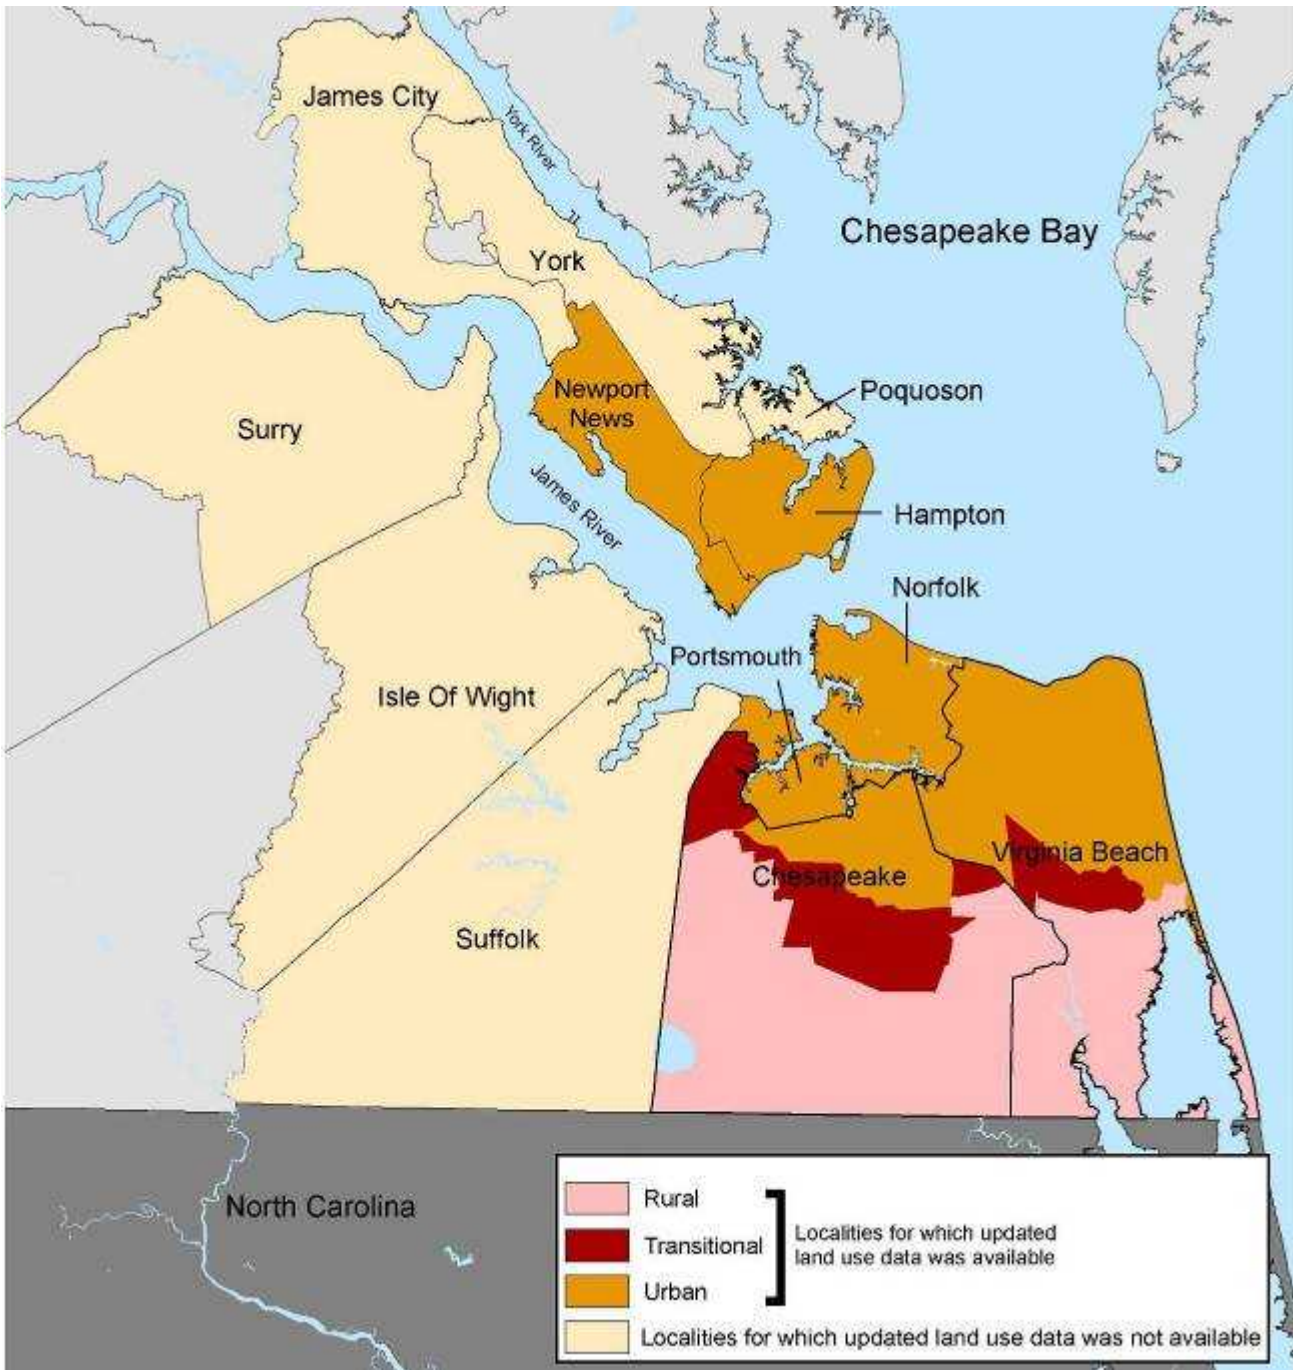 James City
York River
Chesapeake Bay
York
Newport
News
Poquoson
Surry
James River
Hampton
Norfolk
Portsmouth
Isle Of Wight
Virginia Beach
Chesapeake
Suffolk
North Carolina
Rural
Transitional
Urban
Localities for which updated
land use data was available
Localities for which updated land use data was not available